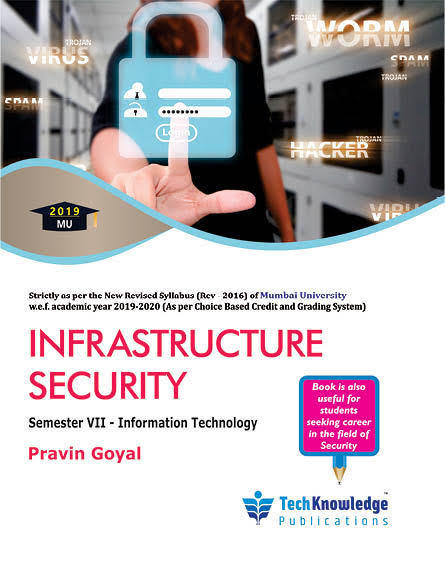 TROJAN
WORM
TROJAN
VIRUS
TROJAN
SPAM
SPAM
Login
TROJAN
HACKER
VIRUS
2019
MU
Strictly as per the New Revised Syllabus (Rev - 2016) of Mumbai University
w.e.f. academic year 2019-2020 (As per Choice Based Credit and Grading System)
INFRASTRUCTURE
SECURITY
Semester VII - Information Technology
Pravin Goyal
Book is also
useful for
students
seeking career
in the field of
Security
TechKnowledge™
Publications